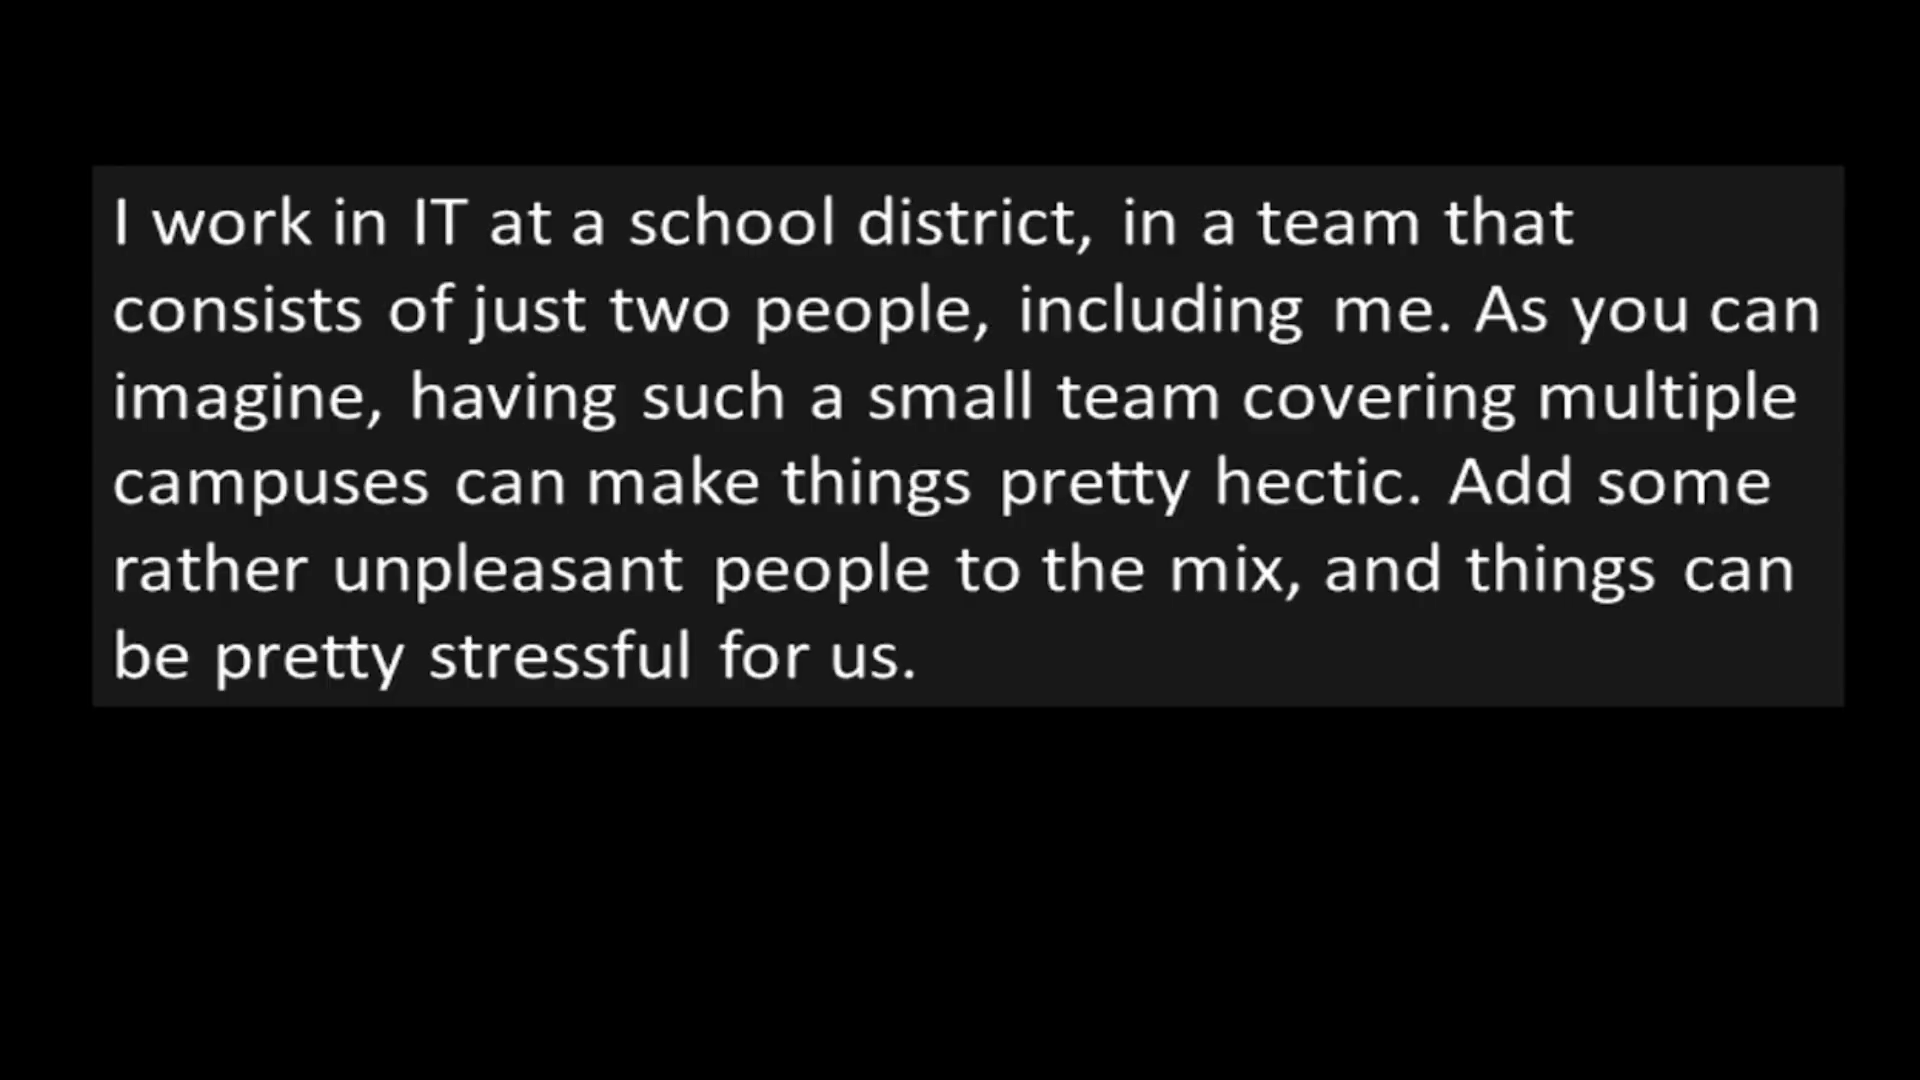 I work in IT at a school district, in a team that
consists of just two people, including me. As you can
imagine, having such a small team covering multiple
campuses can make things pretty hectic. Add some
rather unpleasant people to the mix, and things can
be pretty stressful for us.